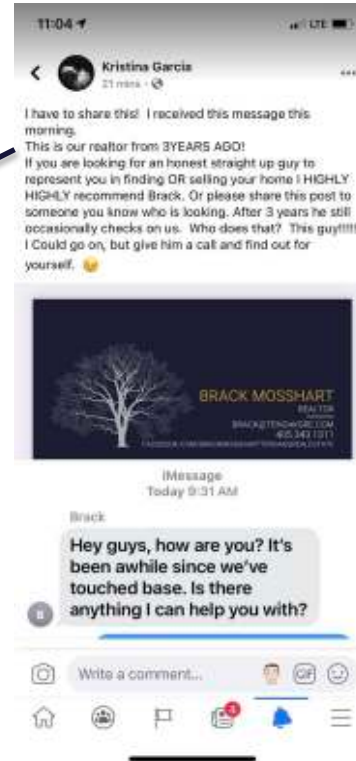 11:04
LTE
Kristina Garcia
21 mins
I have to share this! I received this message this
morning.
This is our realtor from 3YEARS AGO!
If you are looking for an honest straight up guy to
represent you in finding OR selling your home I HIGHLY
HIGHLY recommend Brack. Or please share this post to
someone you know who is looking. After 3 years he still
occasionally checks on us. Who does that? This guy!!!!!
I Could go on, but give him a call and find out for
yourself.
BRACK MOSSHART
REALTOR
iMessage
Today 9:31 AM
Brack
Hey guys, how are you? It's
been awhile since we've
touched base. Is there
anything I can help you with?
B
Write a comment...
GIF